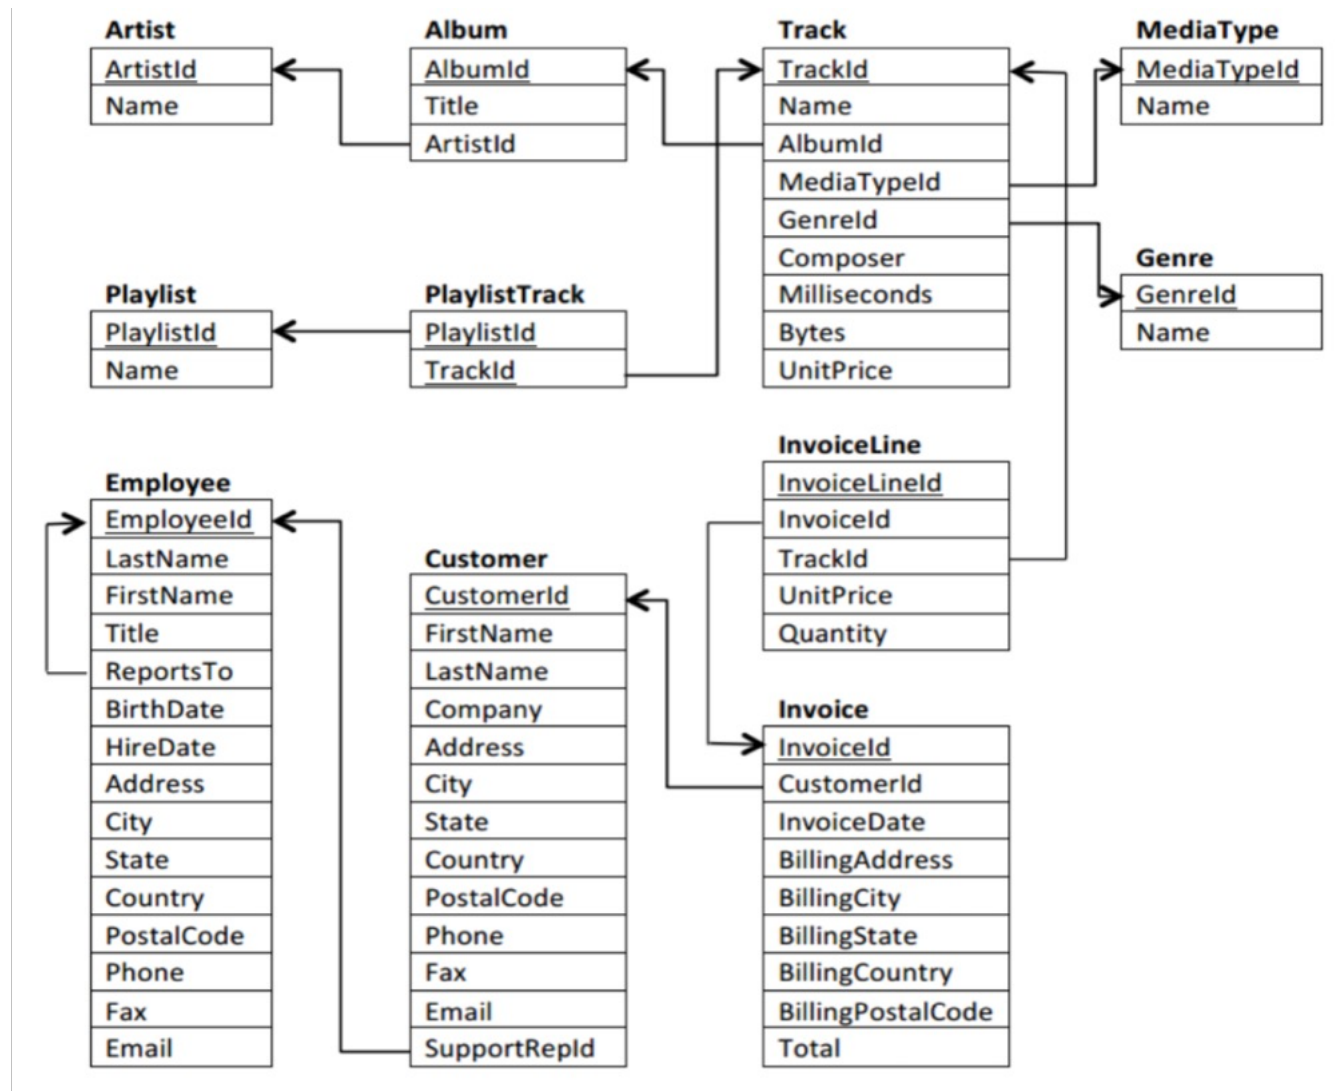 Artist
ArtistId
Name
Album
AlbumId
Title
ArtistId
Track
TrackId
Name
AlbumId
MediaTypeId
GenreId
Composer
Milliseconds
Bytes
UnitPrice
MediaType
MediaTypeId
Name
Genre
GenreId
Name
Playlist
PlaylistId
Name
PlaylistTrack
PlaylistId
TrackId
Employee
EmployeeId
LastName
FirstName
Title
ReportsTo
BirthDate
HireDate
Address
City
State
Country
PostalCode
Phone
Fax
Email
Customer
CustomerId
FirstName
LastName
Company
Address
City
State
Country
PostalCode
Phone
Fax
Email
SupportRepId
InvoiceLine
InvoiceLineId
InvoiceId
TrackId
UnitPrice
Quantity
Invoice
InvoiceId
CustomerId
InvoiceDate
BillingAddress
BillingCity
BillingState
BillingCountry
BillingPostalCode
Total